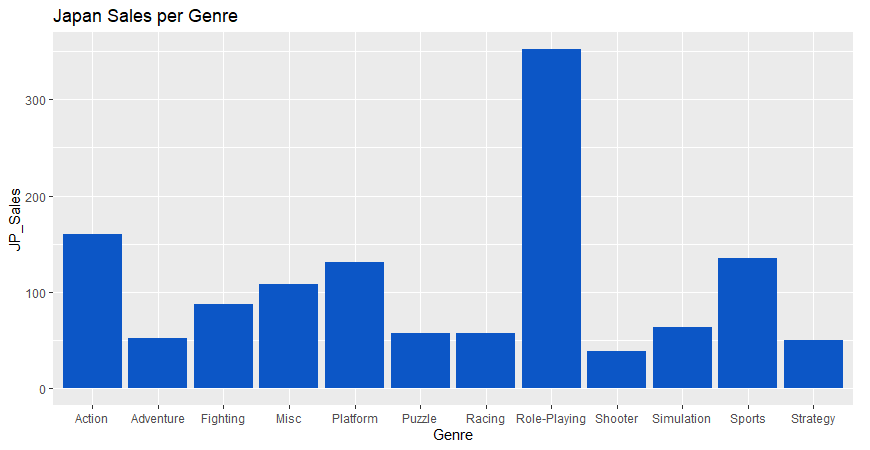 Japan Sales per Genre
JP_Sales
300
200
100
0
Action Adventure Fighting Misc Platform Puzzle Racing Role-Playing Shooter Simulation Sports Strategy
Genre